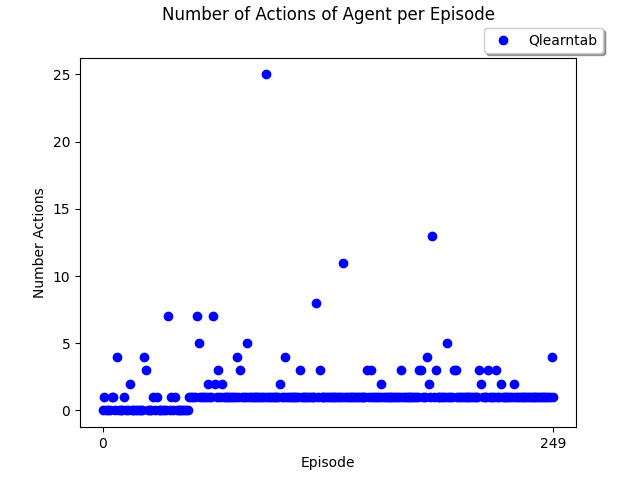 Number of Actions of Agent per Episode
Qlearntab
25
20
15
10
5
0
Number Actions
0
249
Episode